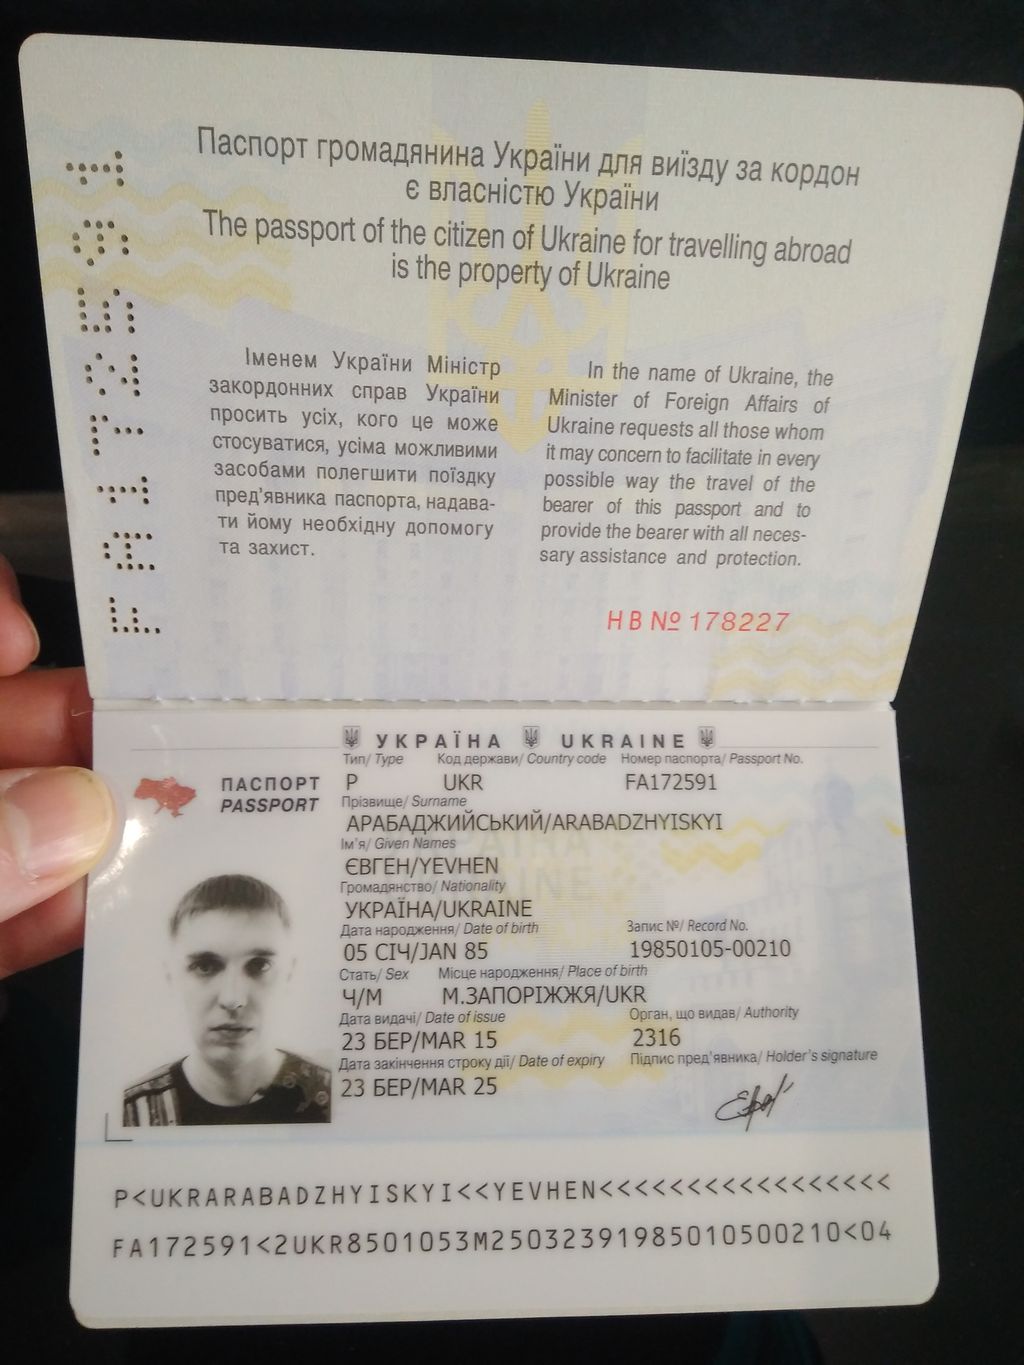 Паспорт громадянина України для виїзду за кордон
є власністю України
The passport of the citizen of Ukraine for travelling abroad
is the property of Ukraine
Іменем України Міністр
закордонних справ України
просить усіх, кого це може
стосуватися, усіма можливими
засобами полегшити поїздку
пред'явника паспорта, надава-
ти йому необхідну допомогу
та захист.
In the name of Ukraine, the
Minister of Foreign Affairs of
Ukraine requests all those whom
it may concern to facilitate in every
possible way the travel of the
bearer of this passport and to
provide the bearer with all neces-
sary assistance and protection.
НВ № 178227
FA172591
УКРАЇНА UKRAINE
ПАСПОРТ
PASSPORT
Тип/ Type Код держави/ Country code Номер паспорта/ Passport No.
P UKR FA172591
Прізвище/ Surname
АРАБАДЖИЙСЬКИЙ/ARABADZHYISKYI
Ім'я/ Given Names
ЄВГЕН/YEVHEN
Громадянство/ Nationality
УКРАЇНА/UKRAINE
Дата народження/ Date of birth Запис №/ Record No.
05 СІЧ/JAN 85 19850105-00210
Стать/ Sex Місце народження/ Place of birth
Ч/M М.ЗАПОРІЖЖЯ/UKR
Дата видачі/ Date of issue Орган, що видав/ Authority
23 БЕР/MAR 15 2316
Дата закінчення строку дії/ Date of expiry Підпис пред'явника/ Holder's signature
23 БЕР/MAR 25
P<UKRARABADZHYISKYI<<YEVHEN<<<<<<<<<<<<<<<<<
FA172591<2UKR8501053M25032391985010500210<04